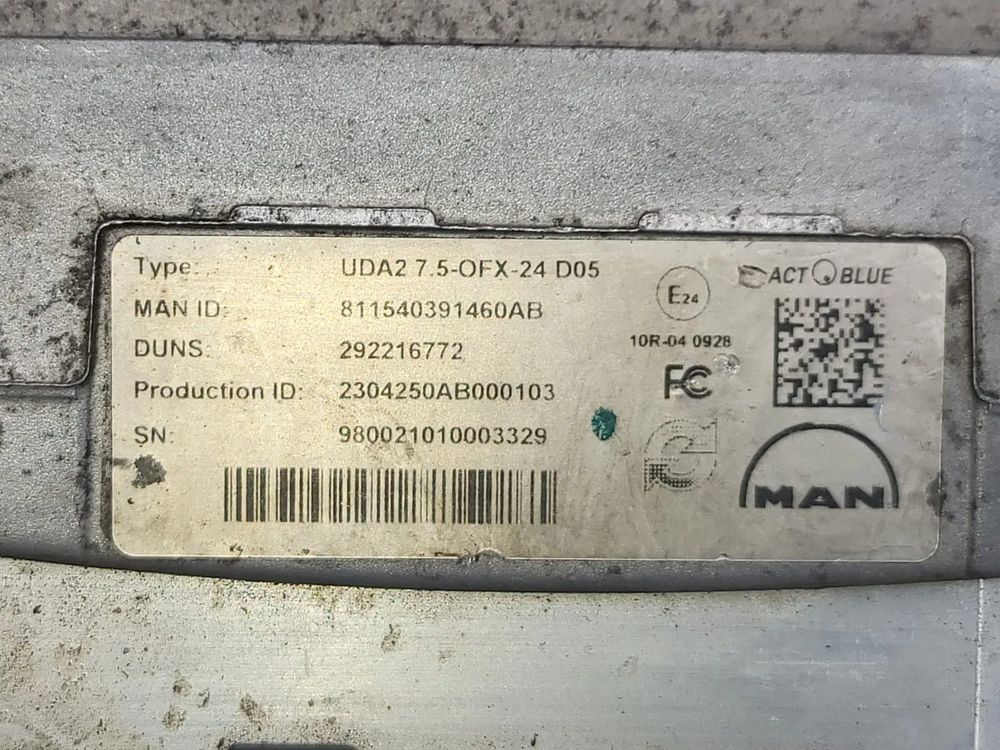 Type: UDA2 7.5-OFX-24 D05
MAN ID: 811540391460AB
DUNS: 292216772
Production ID: 2304250AB000103
SN: 980021010003329
E24
10R-04 0928
FC
ACT BLUE
MAN